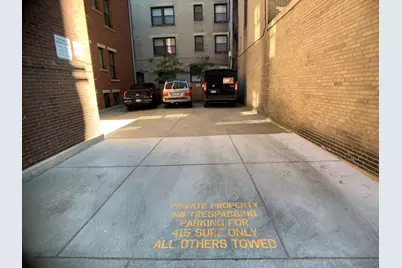 PRIVATE PROPERTY
NO TRESPASSING
PARKING FOR
415 SURF ONLY
ALL OTHERS TOWED